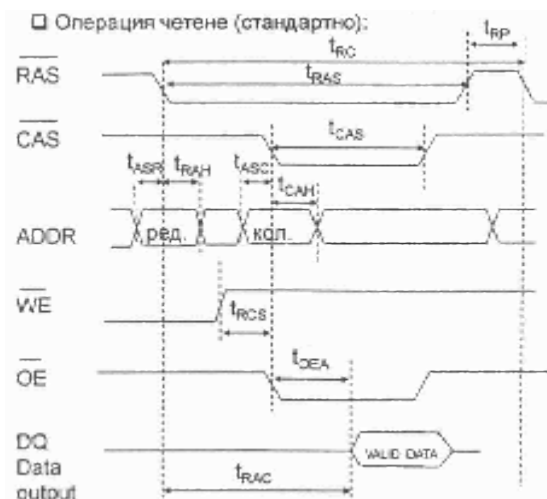 ❑ Операция четене (стандартно):
tRP
tRC
RAS
tRAS
CAS
tCAS
tASR tRAH tASC
tCAH
ADDR ред. кол.
WE
tRCS
OE
tOEA
DQ
Data
output
VALID DATA
tRAC